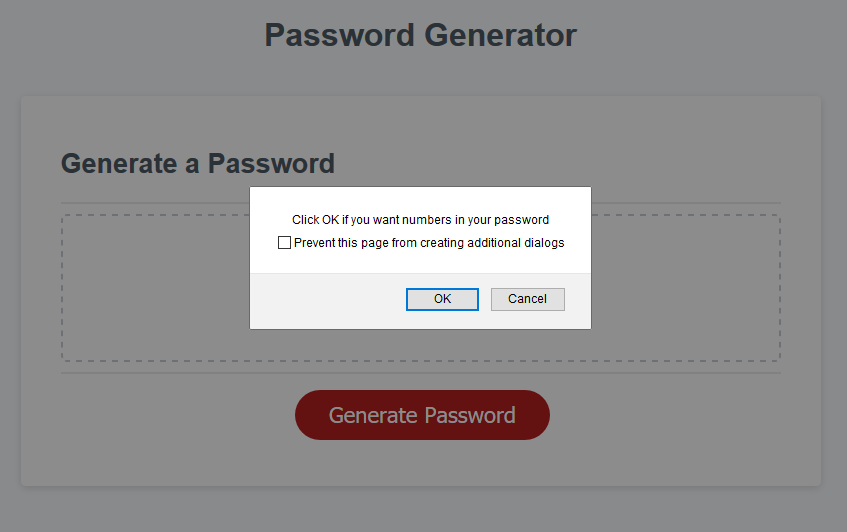 Password Generator
Generate a Password
Click OK if you want numbers in your password
Prevent this page from creating additional dialogs
OK
Cancel
Generate Password